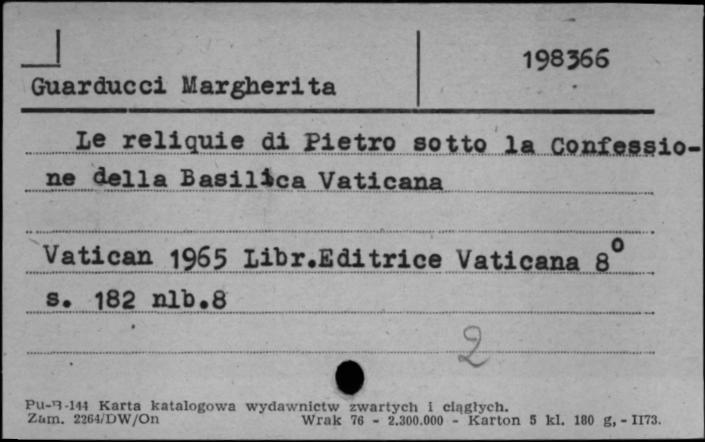 198366
Guarducci Margherita
Le reliquie di Pietro sotto la Confessio-
ne della Basilica Vaticana
Vatican 1965 Libr.Editrice Vaticana 8°
s. 182 nlb.8
2
Pu-B-144 Karta katalogowa wydawnictw zwartych i ciągłych.
Zam. 2264/DW/On Wrak 76 - 2.300.000 - Karton 5 kl. 180 g, - II73.